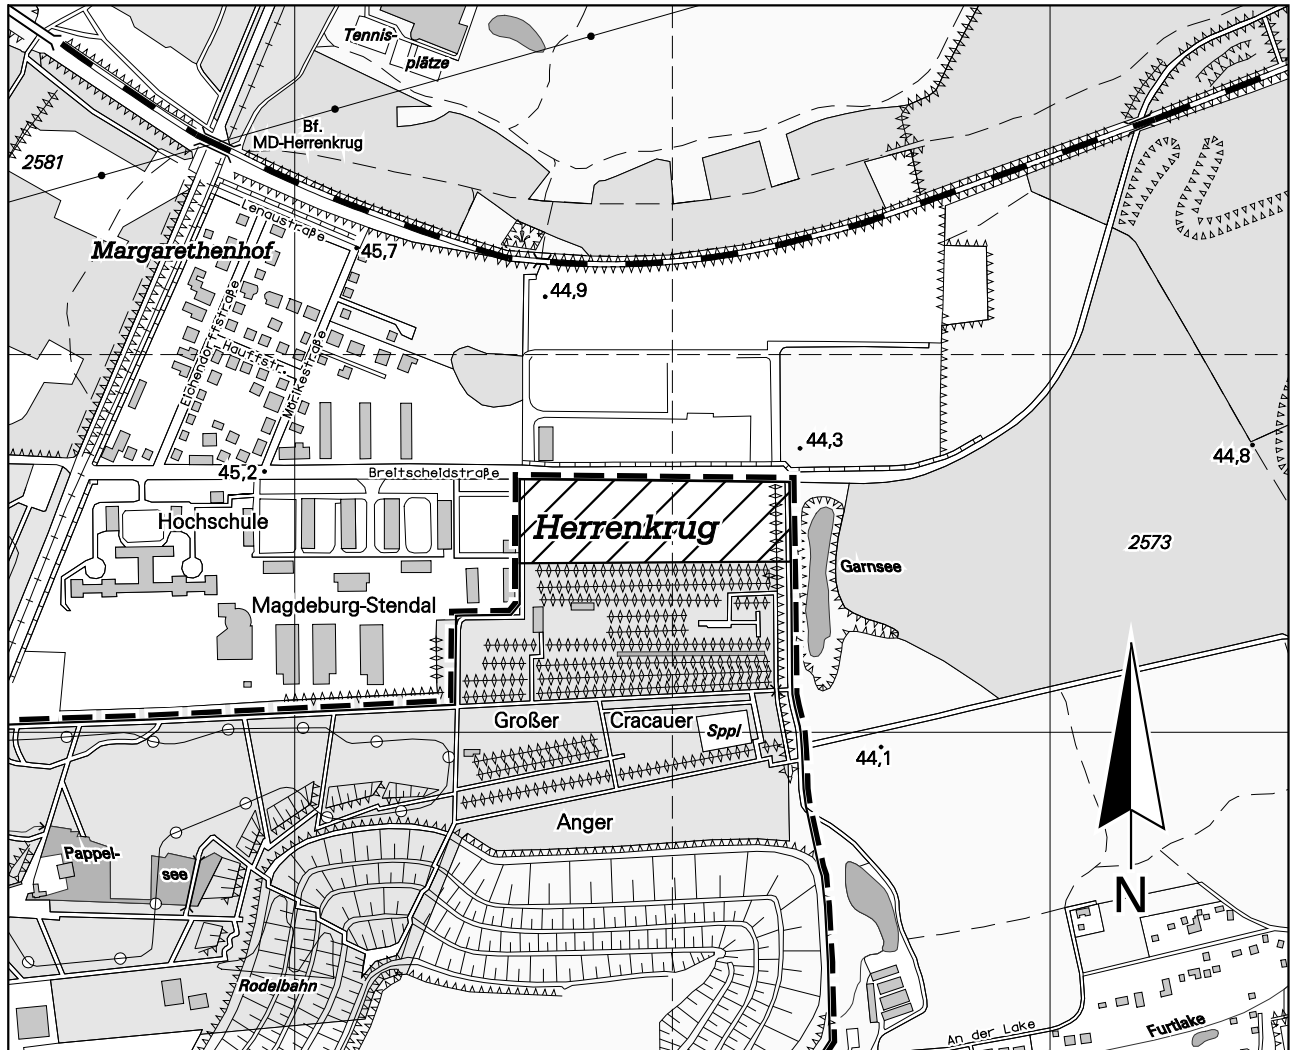 Tennis-
plätze
Bf.
MD-Herrenkrug
2581
Lenaustraße
Margarethenhof
45,7
44,9
Eichendorffstraße
Hauffstr.
Mörikestraße
44,3
44,8
45,2
Breitscheidstraße
Hochschule
Herrenkrug
2573
Garnsee
Magdeburg-Stendal
Großer
Cracauer
Sppl
44,1
Anger
Pappel-
see
N
Rodelbahn
An der Lake
Furtlake